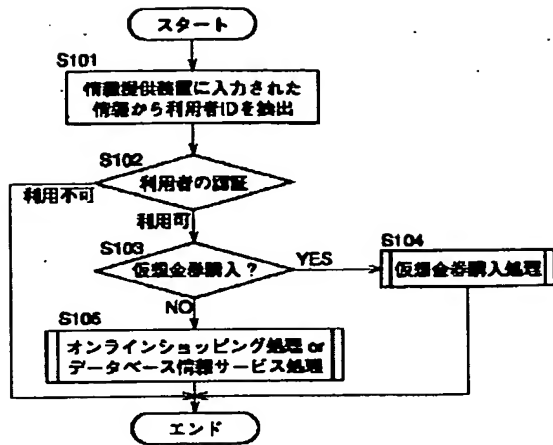 スタート
S101
情報提供装置に入力された
情報から利用者IDを抽出
S102
利用者の認証
利用不可
利用可
S103
仮想金券購入？
YES
S104
仮想金券購入処理
NO
S105
オンラインショッピング処理 or
データベース情報サービス処理
エンド